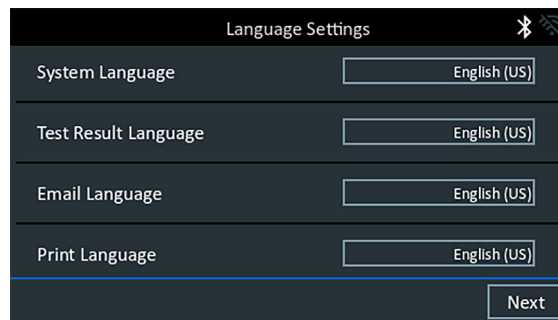 Language Settings
System Language English (US)
Test Result Language English (US)
Email Language English (US)
Print Language English (US)
Next